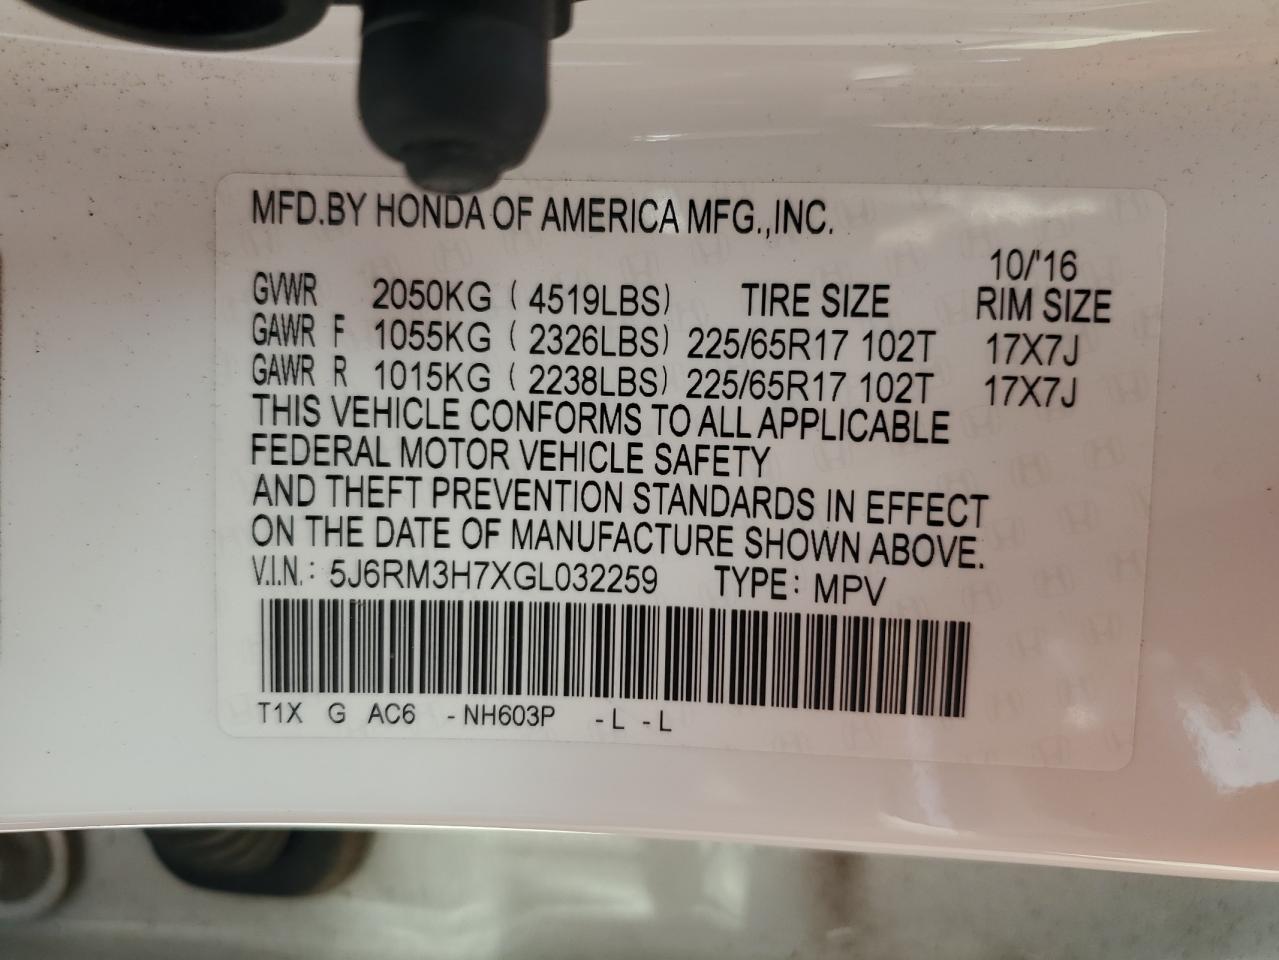 MFD.BY HONDA OF AMERICA MFG.,INC.
10/'16
GVWR 2050KG ( 4519LBS) TIRE SIZE RIM SIZE
GAWR F 1055KG ( 2326LBS) 225/65R17 102T 17X7J
GAWR R 1015KG ( 2238LBS) 225/65R17 102T 17X7J
THIS VEHICLE CONFORMS TO ALL APPLICABLE
FEDERAL MOTOR VEHICLE SAFETY
AND THEFT PREVENTION STANDARDS IN EFFECT
ON THE DATE OF MANUFACTURE SHOWN ABOVE.
V.I.N.: 5J6RM3H7XGL032259 TYPE: MPV
T1X G AC6 -NH603P -L -L